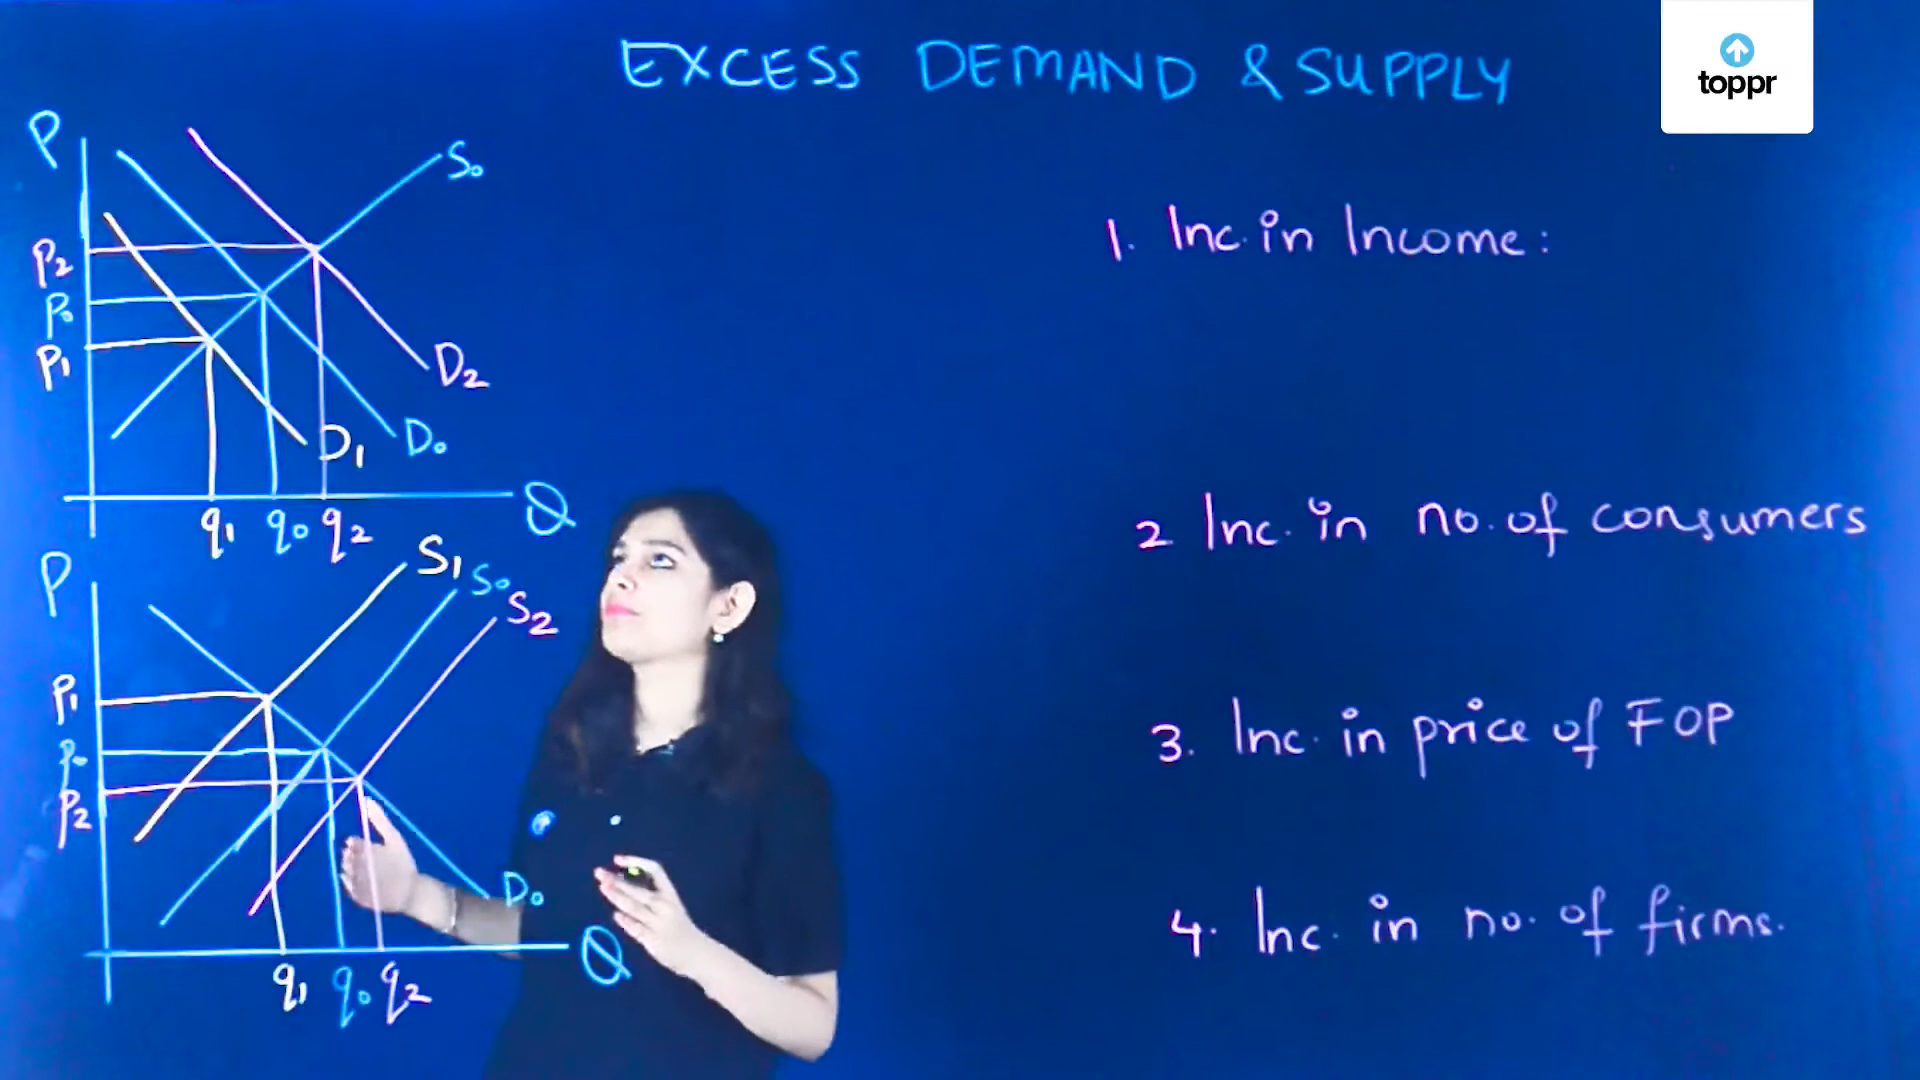 EXCESS DEMAND & SUPPLY
toppr
P
S₀
P₂
P₀
P₁
D₂
D₁
D₀
q₁ q₀ q₂
Q
P
S₁
S₀
S₂
P₁
P₀
P₂
D₀
q₁ q₀ q₂
Q
1. Inc. in Income:
2 Inc. in no. of consumers
3. Inc. in price of FOP
4. Inc. in no. of firms.